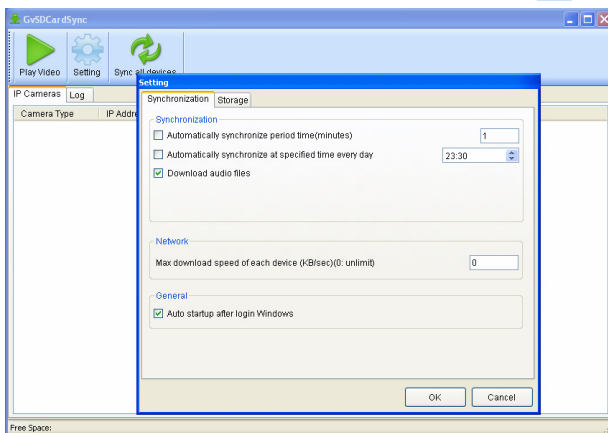 GvSDCardSync
Play Video
Setting
Sync all devices
IP Cameras
Log
Camera Type
IP Addre
Setting
Synchronization
Storage
Synchronization
Automatically synchronize period time(minutes)
1
Automatically synchronize at specified time every day
23:30
Download audio files
Network
Max download speed of each device (KB/sec)(0: unlimit)
0
General
Auto startup after login Windows
OK
Cancel
Free Space: